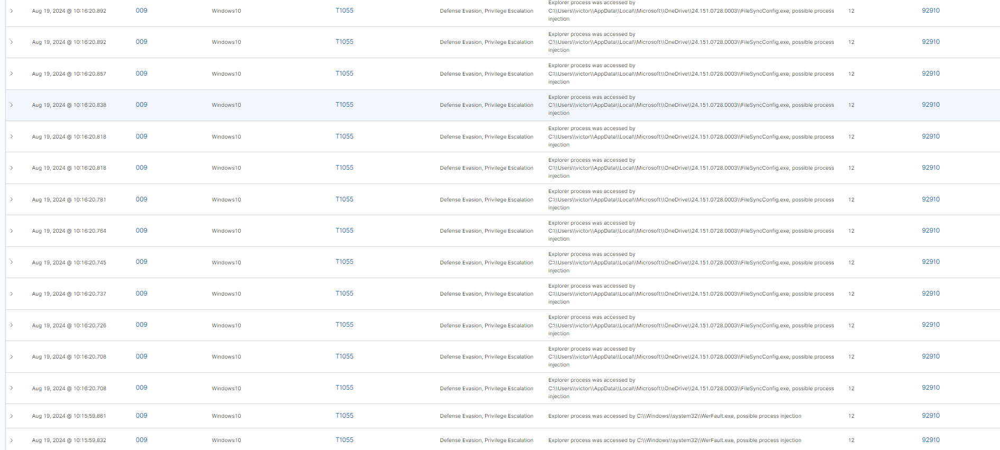 Explorer process was accessed by
Aug 19, 2024 @ 10:16:20.892 009 Windows10 T1055 Defense Evasion, Privilege Escalation C:\\Users\\victor\\AppData\\Local\\Microsoft\\OneDrive\\24.151.0728.0003\\FileSyncConfig.exe, possible process 12 92910
injection
Explorer process was accessed by
Aug 19, 2024 @ 10:16:20.892 009 Windows10 T1055 Defense Evasion, Privilege Escalation C:\\Users\\victor\\AppData\\Local\\Microsoft\\OneDrive\\24.151.0728.0003\\FileSyncConfig.exe, possible process 12 92910
injection
Explorer process was accessed by
Aug 19, 2024 @ 10:16:20.857 009 Windows10 T1055 Defense Evasion, Privilege Escalation C:\\Users\\victor\\AppData\\Local\\Microsoft\\OneDrive\\24.151.0728.0003\\FileSyncConfig.exe, possible process 12 92910
injection
Explorer process was accessed by
Aug 19, 2024 @ 10:16:20.838 009 Windows10 T1055 Defense Evasion, Privilege Escalation C:\\Users\\victor\\AppData\\Local\\Microsoft\\OneDrive\\24.151.0728.0003\\FileSyncConfig.exe, possible process 12 92910
injection
Explorer process was accessed by
Aug 19, 2024 @ 10:16:20.818 009 Windows10 T1055 Defense Evasion, Privilege Escalation C:\\Users\\victor\\AppData\\Local\\Microsoft\\OneDrive\\24.151.0728.0003\\FileSyncConfig.exe, possible process 12 92910
injection
Explorer process was accessed by
Aug 19, 2024 @ 10:16:20.818 009 Windows10 T1055 Defense Evasion, Privilege Escalation C:\\Users\\victor\\AppData\\Local\\Microsoft\\OneDrive\\24.151.0728.0003\\FileSyncConfig.exe, possible process 12 92910
injection
Explorer process was accessed by
Aug 19, 2024 @ 10:16:20.781 009 Windows10 T1055 Defense Evasion, Privilege Escalation C:\\Users\\victor\\AppData\\Local\\Microsoft\\OneDrive\\24.151.0728.0003\\FileSyncConfig.exe, possible process 12 92910
injection
Explorer process was accessed by
Aug 19, 2024 @ 10:16:20.764 009 Windows10 T1055 Defense Evasion, Privilege Escalation C:\\Users\\victor\\AppData\\Local\\Microsoft\\OneDrive\\24.151.0728.0003\\FileSyncConfig.exe, possible process 12 92910
injection
Explorer process was accessed by
Aug 19, 2024 @ 10:16:20.745 009 Windows10 T1055 Defense Evasion, Privilege Escalation C:\\Users\\victor\\AppData\\Local\\Microsoft\\OneDrive\\24.151.0728.0003\\FileSyncConfig.exe, possible process 12 92910
injection
Explorer process was accessed by
Aug 19, 2024 @ 10:16:20.737 009 Windows10 T1055 Defense Evasion, Privilege Escalation C:\\Users\\victor\\AppData\\Local\\Microsoft\\OneDrive\\24.151.0728.0003\\FileSyncConfig.exe, possible process 12 92910
injection
Explorer process was accessed by
Aug 19, 2024 @ 10:16:20.726 009 Windows10 T1055 Defense Evasion, Privilege Escalation C:\\Users\\victor\\AppData\\Local\\Microsoft\\OneDrive\\24.151.0728.0003\\FileSyncConfig.exe, possible process 12 92910
injection
Explorer process was accessed by
Aug 19, 2024 @ 10:16:20.708 009 Windows10 T1055 Defense Evasion, Privilege Escalation C:\\Users\\victor\\AppData\\Local\\Microsoft\\OneDrive\\24.151.0728.0003\\FileSyncConfig.exe, possible process 12 92910
injection
Explorer process was accessed by
Aug 19, 2024 @ 10:16:20.708 009 Windows10 T1055 Defense Evasion, Privilege Escalation C:\\Users\\victor\\AppData\\Local\\Microsoft\\OneDrive\\24.151.0728.0003\\FileSyncConfig.exe, possible process 12 92910
injection
Aug 19, 2024 @ 10:15:59.861 009 Windows10 T1055 Defense Evasion, Privilege Escalation Explorer process was accessed by C:\\Windows\\system32\\WerFault.exe, possible process injection 12 92910
Aug 19, 2024 @ 10:15:59.832 009 Windows10 T1055 Defense Evasion, Privilege Escalation Explorer process was accessed by C:\\Windows\\system32\\WerFault.exe, possible process injection 12 92910